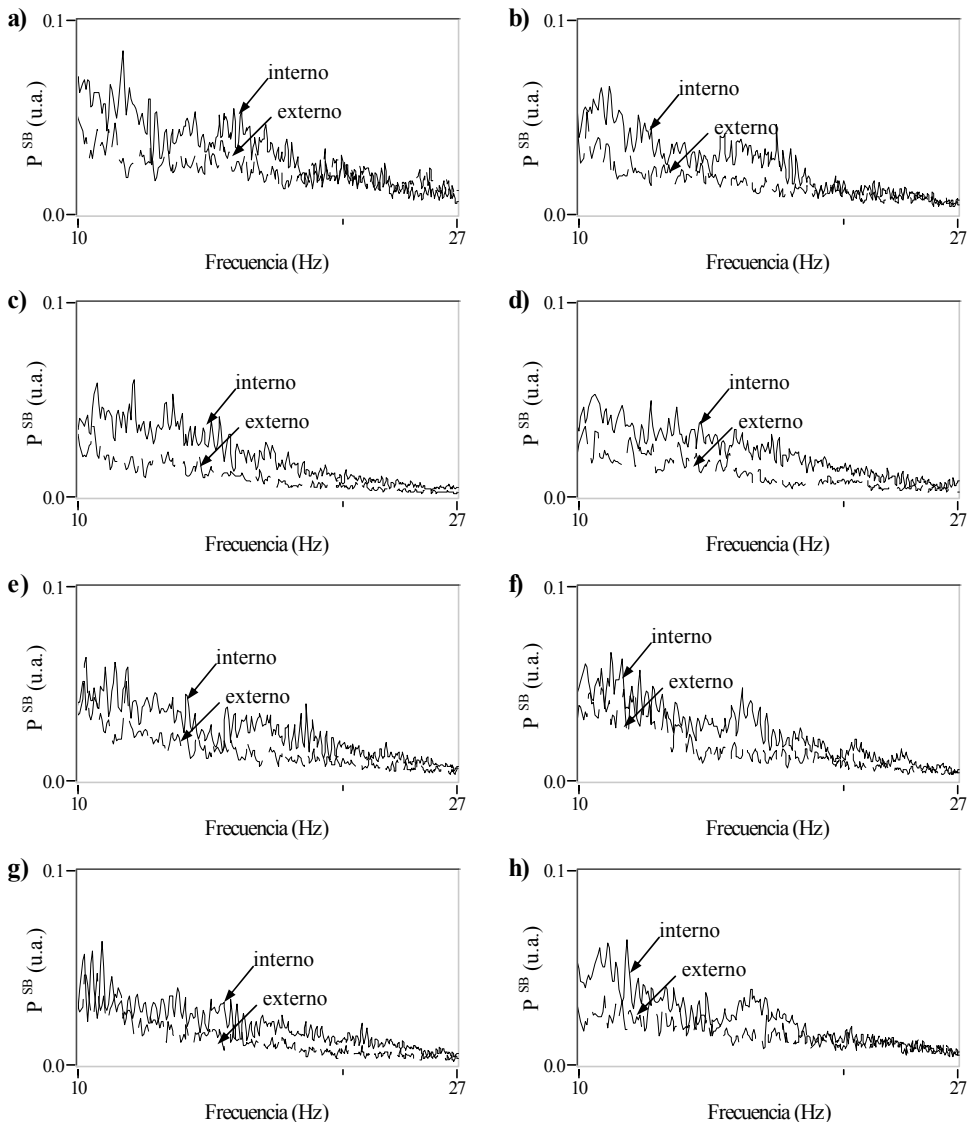 a)
0.1
P SB (u.a.)
interno
externo
0.0
10
27
Frecuencia (Hz)
b)
0.1
P SB (u.a.)
interno
externo
0.0
10
27
Frecuencia (Hz)
c)
0.1
P SB (u.a.)
interno
externo
0.0
10
27
Frecuencia (Hz)
d)
0.1
P SB (u.a.)
interno
externo
0.0
10
27
Frecuencia (Hz)
e)
0.1
P SB (u.a.)
interno
externo
0.0
10
27
Frecuencia (Hz)
f)
0.1
P SB (u.a.)
interno
externo
0.0
10
27
Frecuencia (Hz)
g)
0.1
P SB (u.a.)
interno
externo
0.0
10
27
Frecuencia (Hz)
h)
0.1
P SB (u.a.)
interno
externo
0.0
10
27
Frecuencia (Hz)